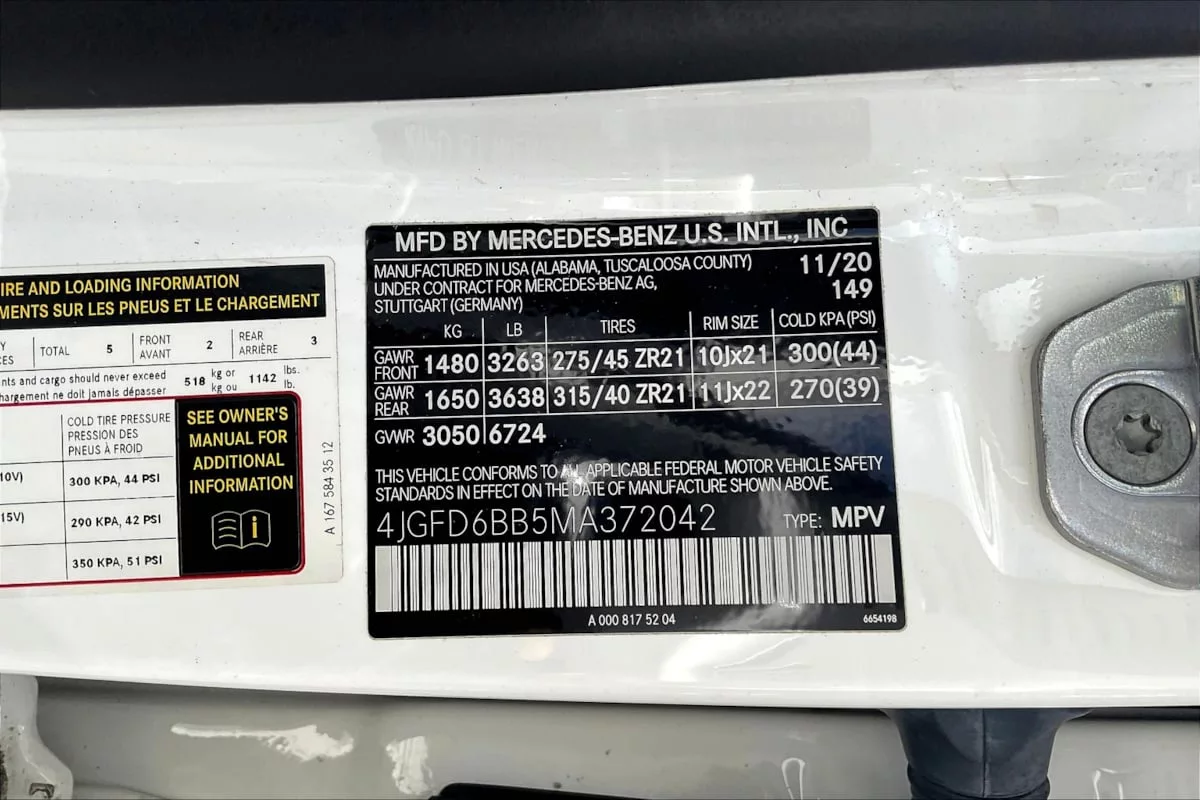 IRE AND LOADING INFORMATION
MENTS SUR LES PNEUS ET LE CHARGEMENT
TOTAL 5 FRONT AVANT 2 REAR ARRIÈRE 3
nts and cargo should never exceed
hargement ne doit jamais dépasser
518 kg or kg ou 1142 lbs. lb.
COLD TIRE PRESSURE
PRESSION DES
PNEUS À FROID
10V) 300 KPA, 44 PSI
15V) 290 KPA, 42 PSI
350 KPA, 51 PSI
SEE OWNER'S
MANUAL FOR
ADDITIONAL
INFORMATION
A 167 584 35 12
MFD BY MERCEDES-BENZ U.S. INTL., INC
MANUFACTURED IN USA (ALABAMA, TUSCALOOSA COUNTY) 11/20
UNDER CONTRACT FOR MERCEDES-BENZ AG, 149
STUTTGART (GERMANY)
KG LB TIRES RIM SIZE COLD KPA (PSI)
GAWR FRONT 1480 3263 275/45 ZR21 10Jx21 300(44)
GAWR REAR 1650 3638 315/40 ZR21 11Jx22 270(39)
GVWR 3050 6724
THIS VEHICLE CONFORMS TO ALL APPLICABLE FEDERAL MOTOR VEHICLE SAFETY
STANDARDS IN EFFECT ON THE DATE OF MANUFACTURE SHOWN ABOVE.
4JGFD6BB5MA372042 TYPE: MPV
A 000 817 52 04 6654198